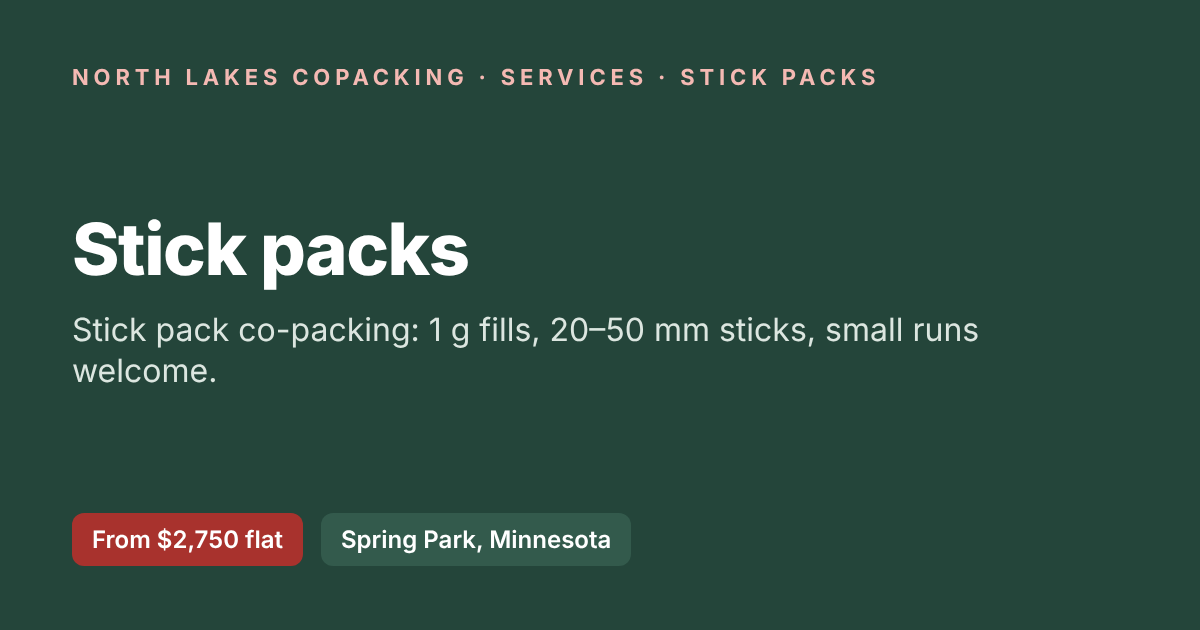 NORTH LAKES COPACKING · SERVICES · STICK PACKS
Stick packs
Stick pack co-packing: 1 g fills, 20–50 mm sticks, small runs
welcome.
From $2,750 flat
Spring Park, Minnesota